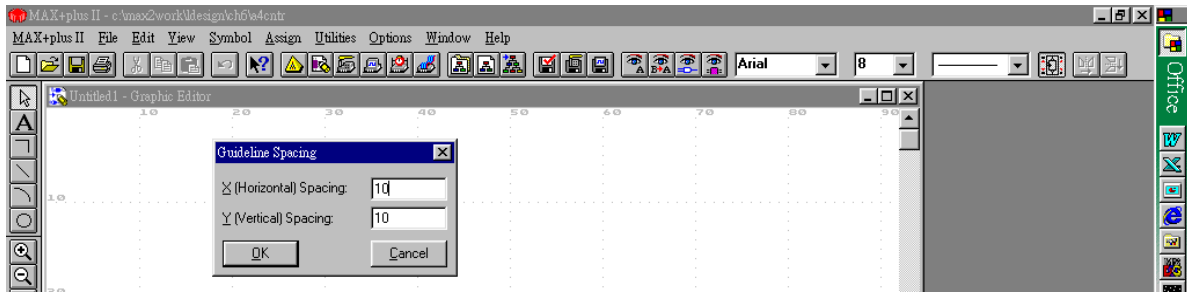 MAX+plus II - c:\max2work\ldesign\ch6\a4cntr
MAX+plus II File Edit View Symbol Assign Utilities Options Window Help
Arial 8
Office
Untitled1 - Graphic Editor
10 20 30 40 50 60 70 80 90
Guideline Spacing
X (Horizontal) Spacing: 10
10
Y (Vertical) Spacing: 10
OK Cancel
20